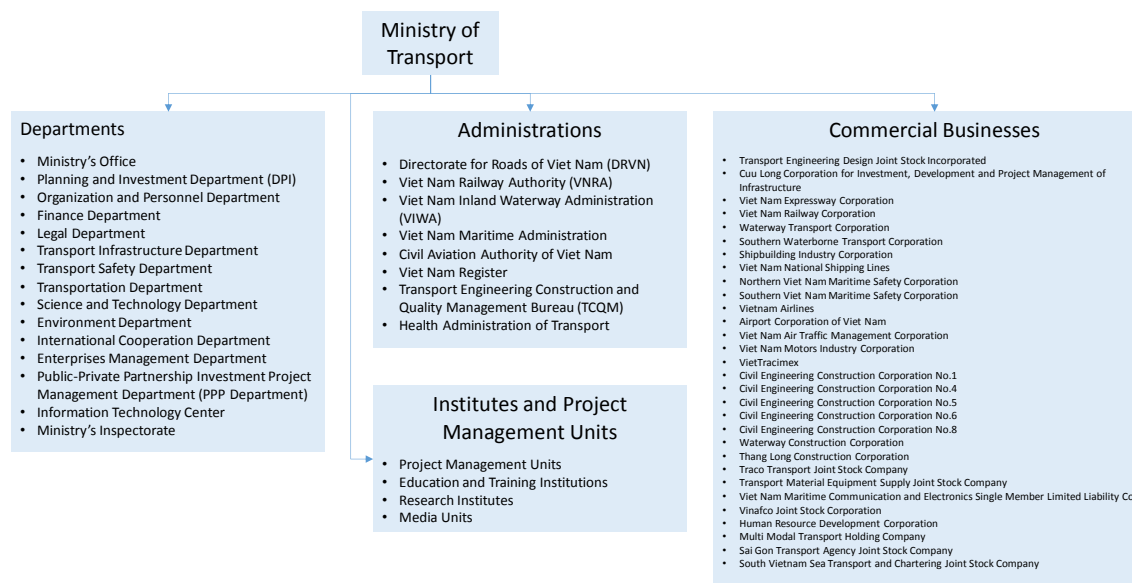 Ministry of
Transport
Departments
• Ministry's Office
• Planning and Investment Department (DPI)
• Organization and Personnel Department
• Finance Department
• Legal Department
• Transport Infrastructure Department
• Transport Safety Department
• Transportation Department
• Science and Technology Department
• Environment Department
• International Cooperation Department
• Enterprises Management Department
• Public-Private Partnership Investment Project
Management Department (PPP Department)
• Information Technology Center
• Ministry's Inspectorate
Administrations
• Directorate for Roads of Viet Nam (DRVN)
• Viet Nam Railway Authority (VNRA)
• Viet Nam Inland Waterway Administration
(VIWA)
• Viet Nam Maritime Administration
• Civil Aviation Authority of Viet Nam
• Viet Nam Register
• Transport Engineering Construction and
Quality Management Bureau (TCQM)
• Health Administration of Transport
Institutes and Project
Management Units
• Project Management Units
• Education and Training Institutions
• Research Institutes
• Media Units
Commercial Businesses
• Transport Engineering Design Joint Stock Incorporated
• Cuu Long Corporation for Investment, Development and Project Management of
Infrastructure
• Viet Nam Expressway Corporation
• Viet Nam Railway Corporation
• Waterway Transport Corporation
• Southern Waterborne Transport Corporation
• Shipbuilding Industry Corporation
• Viet Nam National Shipping Lines
• Northern Viet Nam Maritime Safety Corporation
• Southern Viet Nam Maritime Safety Corporation
• Vietnam Airlines
• Airport Corporation of Viet Nam
• Viet Nam Air Traffic Management Corporation
• Viet Nam Motors Industry Corporation
• VietTracimex
• Civil Engineering Construction Corporation No.1
• Civil Engineering Construction Corporation No.4
• Civil Engineering Construction Corporation No.5
• Civil Engineering Construction Corporation No.6
• Civil Engineering Construction Corporation No.8
• Waterway Construction Corporation
• Thang Long Construction Corporation
• Traco Transport Joint Stock Company
• Transport Material Equipment Supply Joint Stock Company
• Viet Nam Maritime Communication and Electronics Single Member Limited Liability Co
• Vinafco Joint Stock Corporation
• Human Resource Development Corporation
• Multi Modal Transport Holding Company
• Sai Gon Transport Agency Joint Stock Company
• South Vietnam Sea Transport and Chartering Joint Stock Company